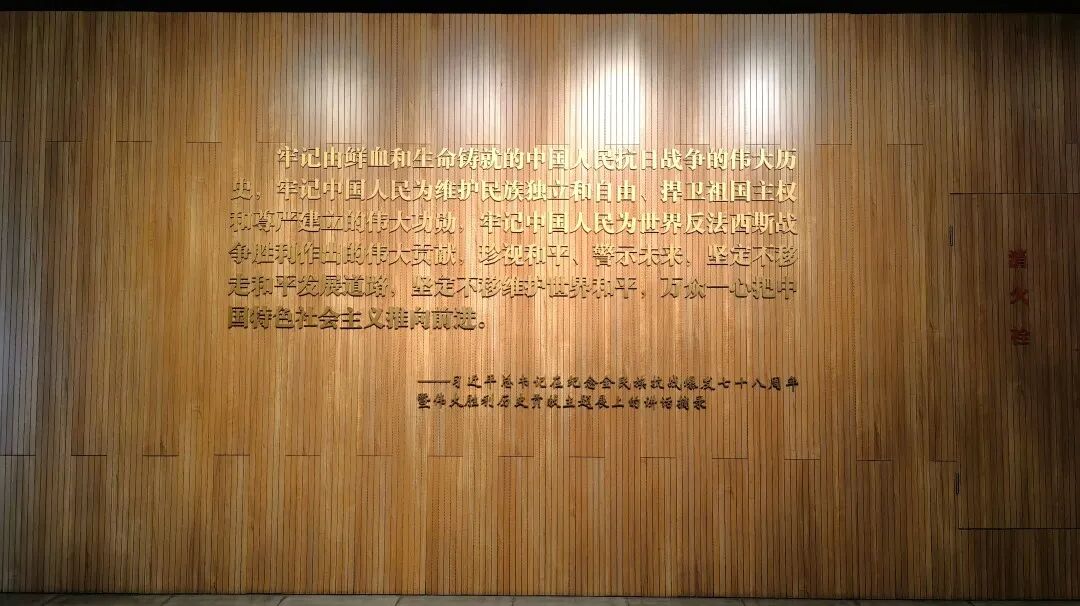 牢记由鲜血和生命铸就的中国人民抗日战争的伟大历
史，牢记中国人民为维护民族独立和自由、捍卫祖国主权
和尊严建立的伟大功勋，牢记中国人民为世界反法西斯战
争胜利作出的伟大贡献，珍视和平、警示未来，坚定不移
走和平发展道路，坚定不移维护世界和平，万众一心把中
国特色社会主义推向前进。
——习近平总书记在纪念全民族抗战爆发七十八周年
暨伟大胜利历史贡献主题展上的讲话摘录
消火栓